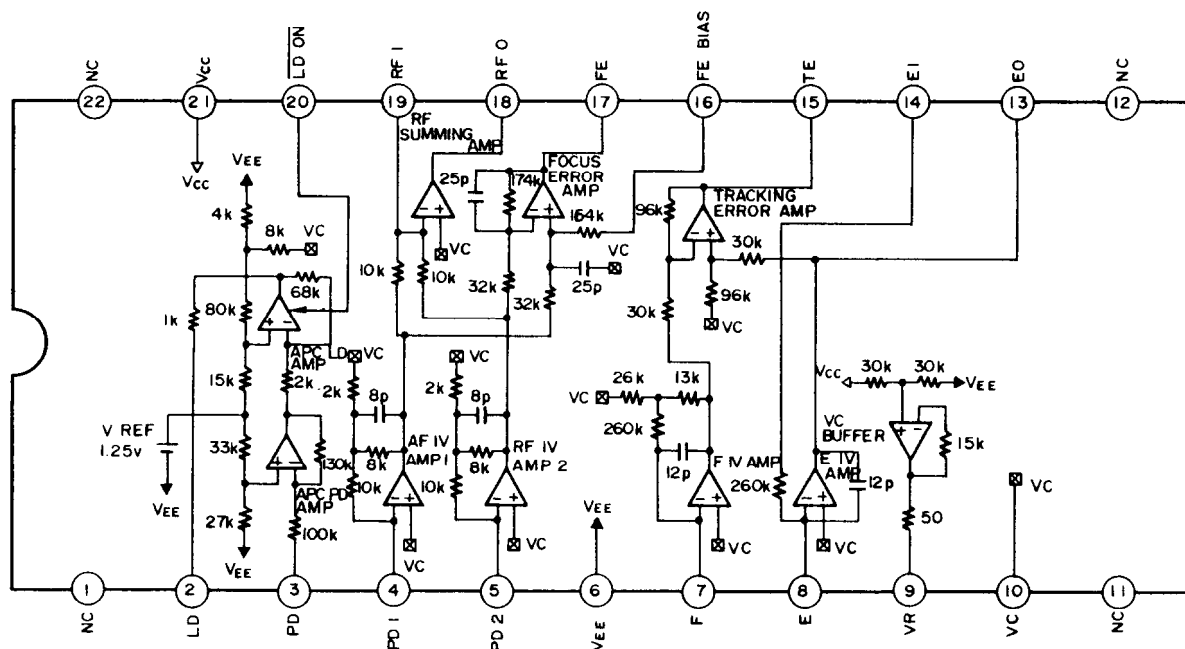 NC
Vcc
LD ON
RF I
RF O
FE
FE BIAS
TE
EI
EO
NC
22
21
20
19
18
17
16
15
14
13
12
RF
SUMMING
AMP
FOCUS
ERROR
AMP
TRACKING
ERROR AMP
Vcc
VEE
4k
8k
VC
25p
174k
164k
96k
VC
VC
30k
10k
10k
32k
32k
25p
96k
30k
VC
68k
80k
1k
APC LD
AMP
VC
VC
15k
2k
2k
8p
2k
8p
26k
13k
VC
260k
Vcc
30k
30k
VEE
V REF
1.25v
33k
130k
8k
AF IV
AMP 1
8k
RF IV
AMP 2
12p
F IV AMP
260k
E IV
AMP
12p
VC
BUFFER
15k
APC PD
AMP
10k
10k
VEE
27k
100k
VEE
VC
VC
VEE
VC
VC
50
VC
1
2
3
4
5
6
7
8
9
10
11
NC
LD
PD
PD 1
PD 2
VEE
F
E
VR
VC
NC